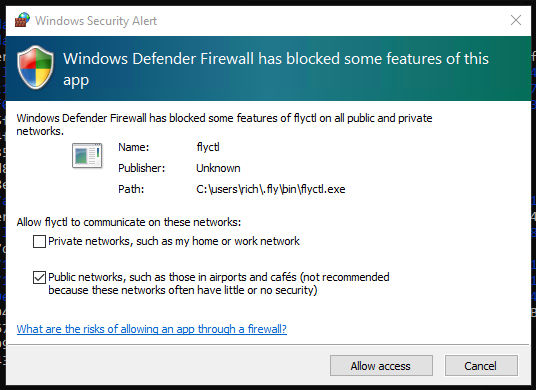 Windows Security Alert
Windows Defender Firewall has blocked some features of this
app
Windows Defender Firewall has blocked some features of flyctl on all public and private
networks.
Name: flyctl
Publisher: Unknown
Path: C:\users\rich\.fly\bin\flyctl.exe
Allow flyctl to communicate on these networks:
Private networks, such as my home or work network
Public networks, such as those in airports and cafés (not recommended
because these networks often have little or no security)
What are the risks of allowing an app through a firewall?
Allow access
Cancel